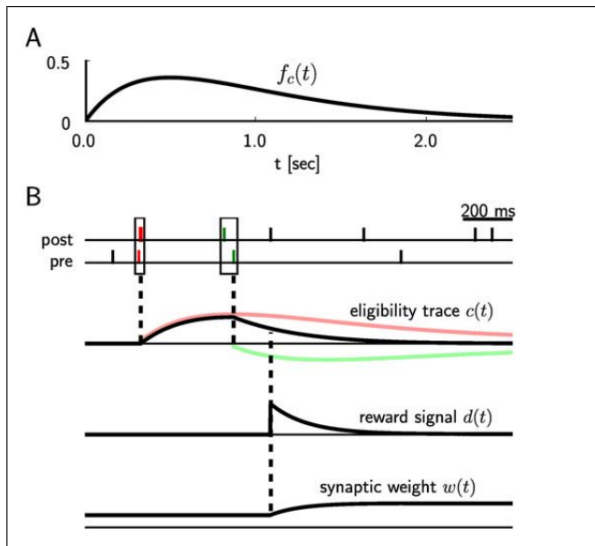 A
0.5
f_c(t)
0
0.0
1.0
2.0
t [sec]
B
200 ms
post
pre
eligibility trace c(t)
reward signal d(t)
synaptic weight w(t)